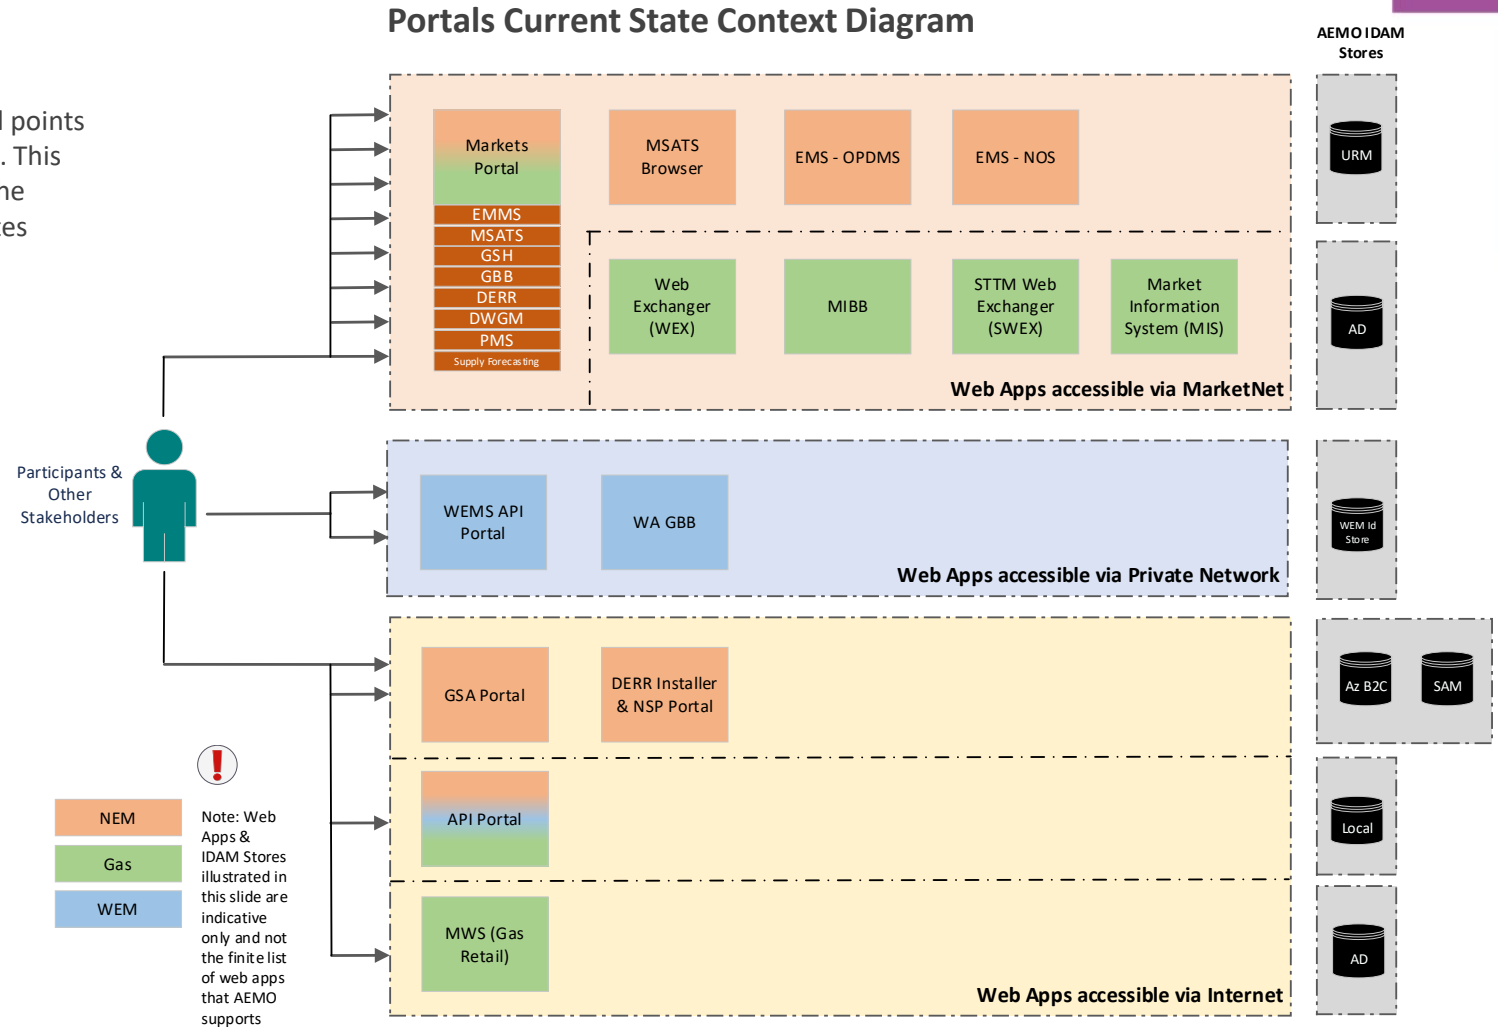 Portals Current State Context Diagram
AEMO IDAM
Stores
points
. This
tes
Markets
Portal
MSATS
Browser
EMS - OPDMS
EMS - NOS
URM
EMMS
MSATS
GSH
GBB
DERR
DWGM
PMS
Supply Forecasting
Web
Exchanger
(WEX)
MIBB
STTM Web
Exchanger
(SWEX)
Market
Information
System (MIS)
AD
Web Apps accessible via MarketNet
Participants &
Other
Stakeholders
WEMS API
Portal
WA GBB
WEM Id
Store
Web Apps accessible via Private Network
GSA Portal
DERR Installer
& NSP Portal
Az B2C
SAM
API Portal
Local
MWS (Gas
Retail)
AD
Web Apps accessible via Internet
NEM
Gas
WEM
Note: Web
Apps &
IDAM Stores
illustrated in
this slide are
indicative
only and not
the finite list
of web apps
that AEMO
supports